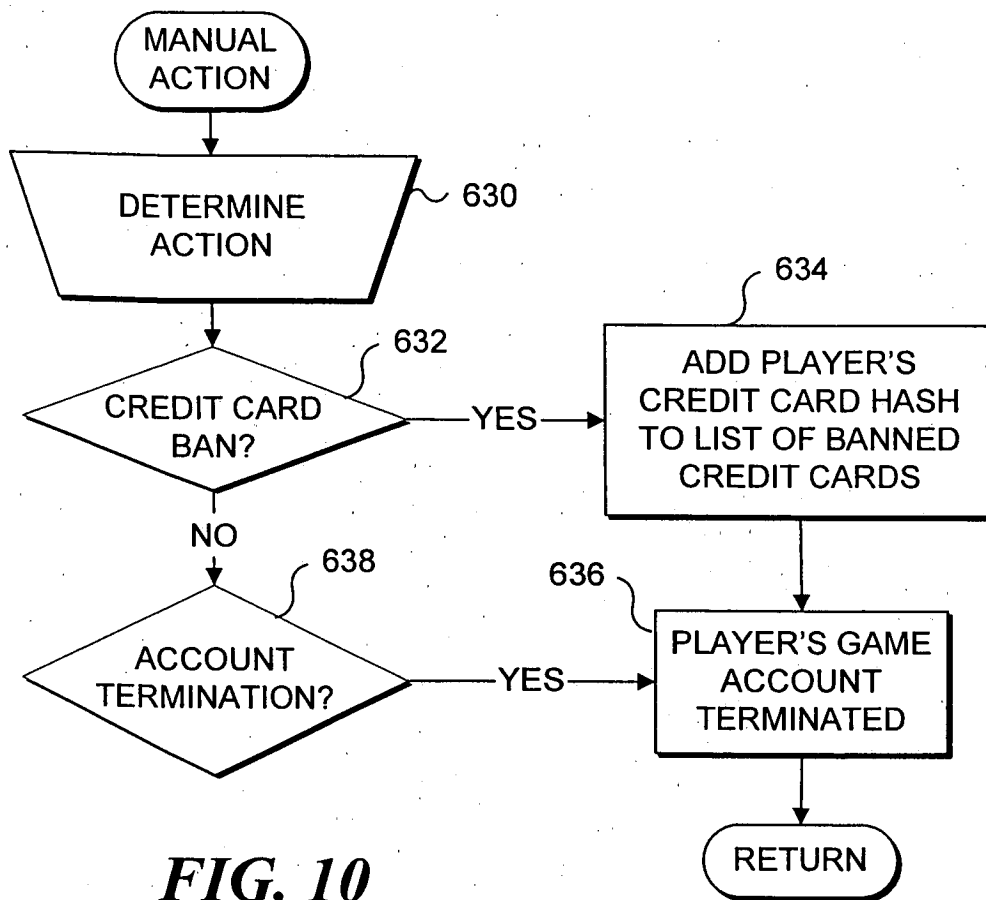 MANUAL
ACTION
DETERMINE
ACTION
630
632
CREDIT CARD
BAN?
YES
634
ADD PLAYER'S
CREDIT CARD HASH
TO LIST OF BANNED
CREDIT CARDS
NO
638
ACCOUNT
TERMINATION?
YES
636
PLAYER'S GAME
ACCOUNT
TERMINATED
RETURN
FIG. 10